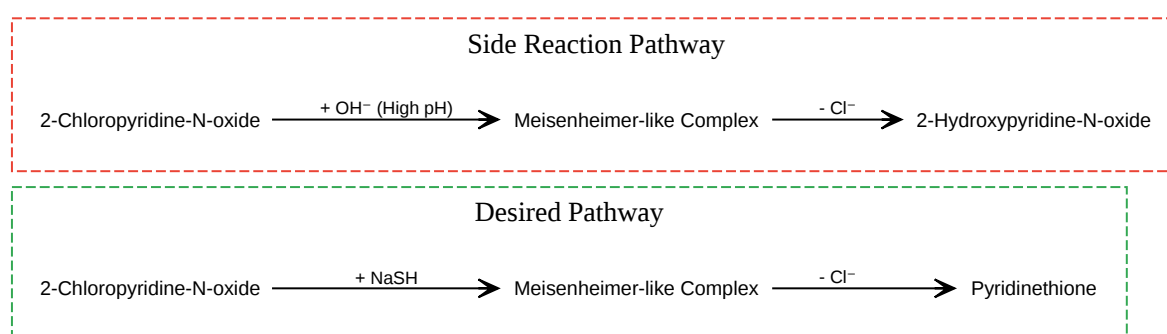 Side Reaction Pathway
2-Chloropyridine-N-oxide + OH⁻ (High pH) Meisenheimer-like Complex - Cl⁻ 2-Hydroxypyridine-N-oxide
Desired Pathway
2-Chloropyridine-N-oxide + NaSH Meisenheimer-like Complex - Cl⁻ Pyridinethione